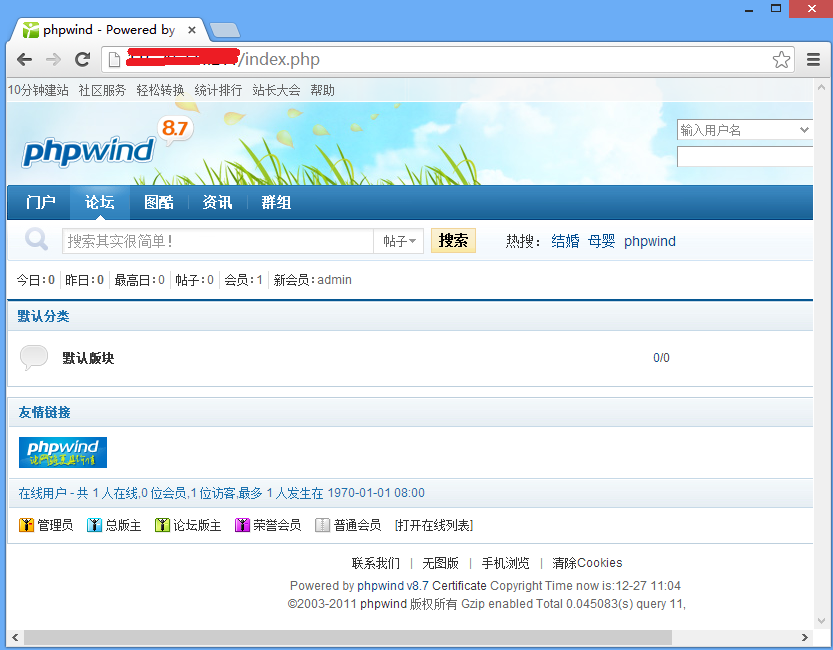 phpwind - Powered by
/index.php
10分钟建站 社区服务 轻松转换 统计排行 站长大会 帮助
phpwind 8.7
输入用户名
门户 论坛 图酷 资讯 群组
搜索其实很简单! 帖子 搜索 热搜: 结婚 母婴 phpwind
今日:0 昨日:0 最高日:0 帖子:0 会员:1 新会员:admin
默认分类
默认版块 0/0
友情链接
phpwind
在线用户 - 共 1 人在线,0 位会员,1 位访客,最多 1 人发生在 1970-01-01 08:00
管理员 总版主 论坛版主 荣誉会员 普通会员 [打开在线列表]
联系我们 | 无图版 | 手机浏览 | 清除Cookies
Powered by phpwind v8.7 Certificate Copyright Time now is:12-27 11:04
©2003-2011 phpwind 版权所有 Gzip enabled Total 0.045083(s) query 11,